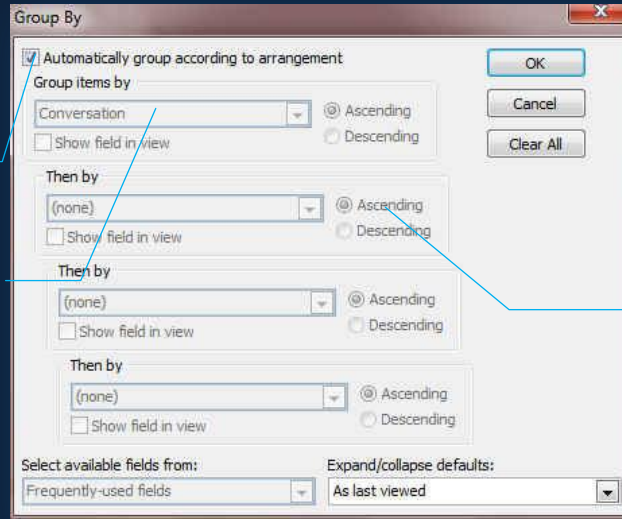 Group By
Automatically group according to arrangement
OK
Group items by
Conversation
Ascending
Cancel
Show field in view
Descending
Clear All
Then by
(none)
Ascending
Show field in view
Descending
Then by
(none)
Ascending
Show field in view
Descending
Then by
(none)
Ascending
Show field in view
Descending
Select available fields from:
Expand/collapse defaults:
Frequently-used fields
As last viewed